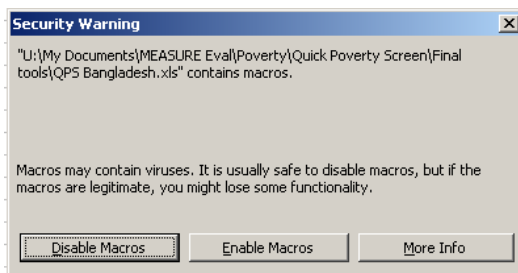 Security Warning
"U:\My Documents\MEASURE Eval\Poverty\Quick Poverty Screen\Final
tools\QPS Bangladesh.xls" contains macros.
Macros may contain viruses. It is usually safe to disable macros, but if the
macros are legitimate, you might lose some functionality.
Disable Macros Enable Macros More Info